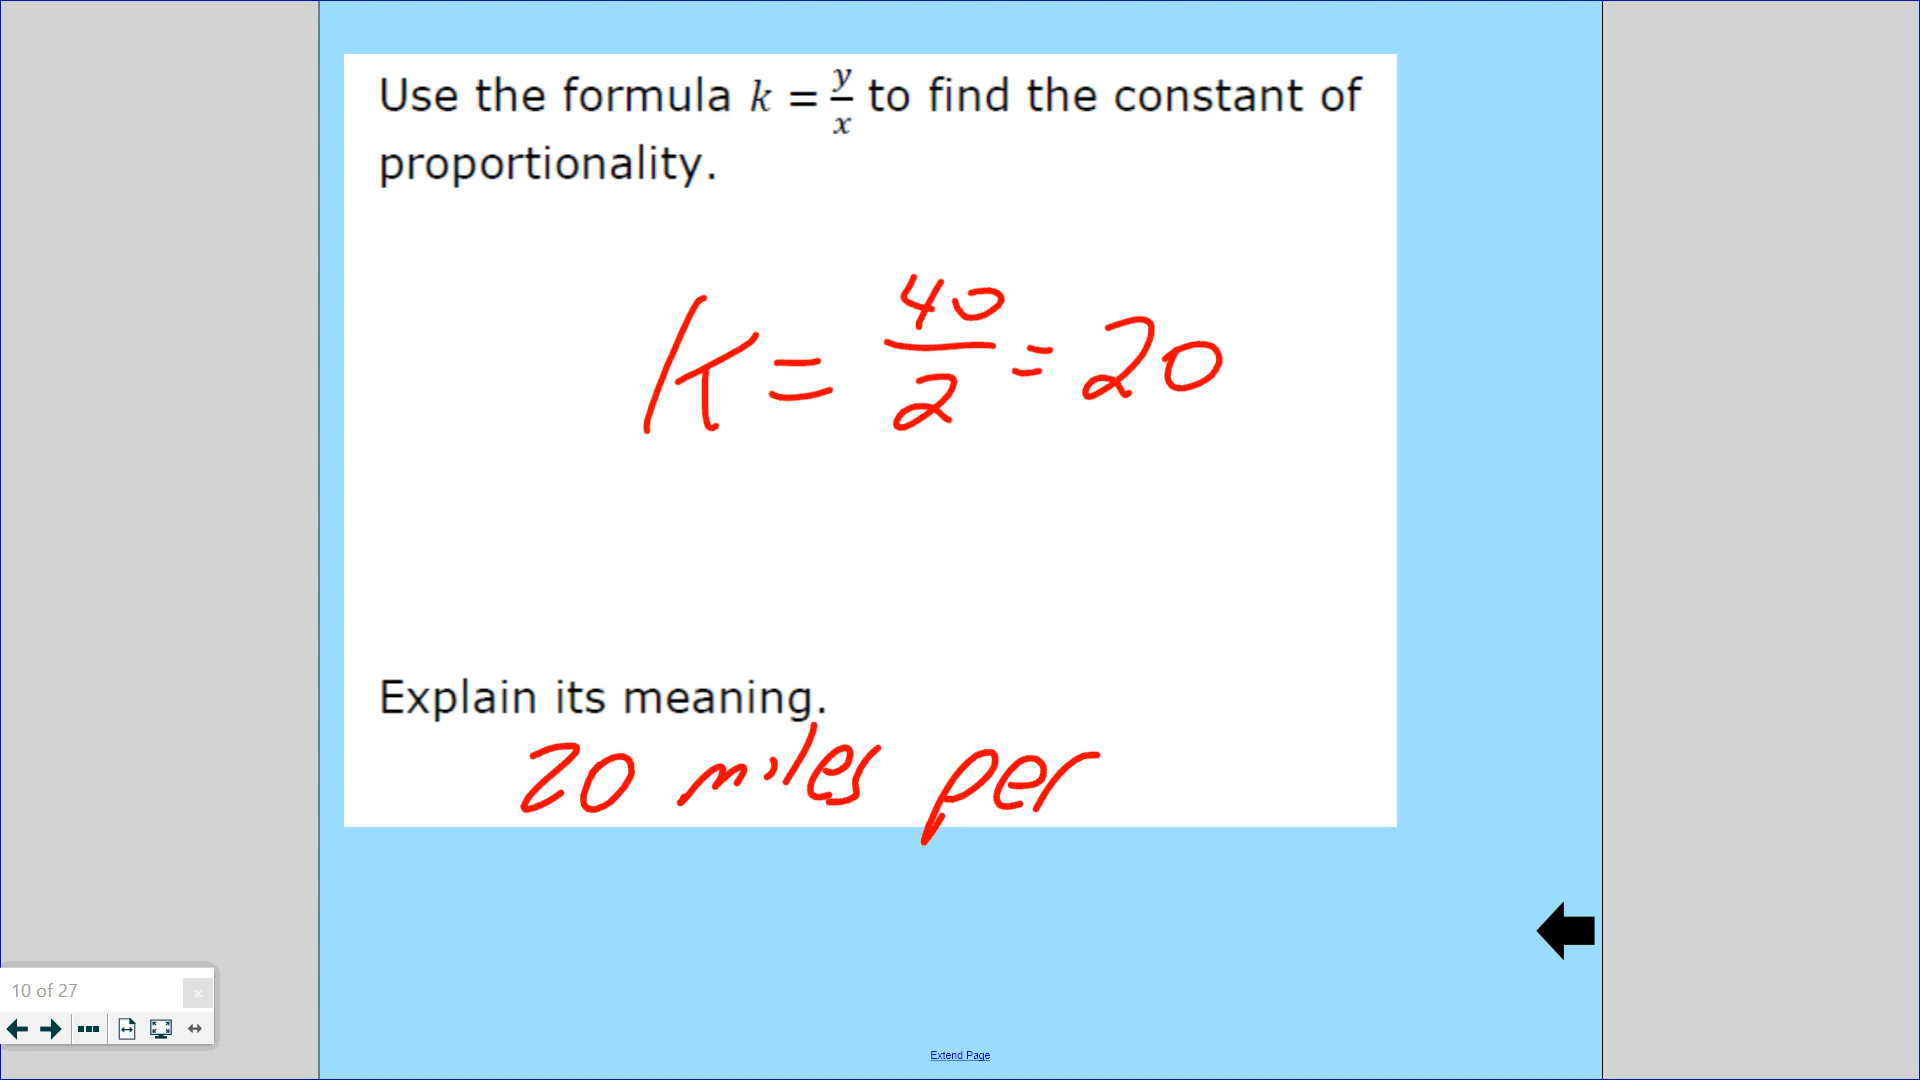 Use the formula k = y/x to find the constant of
proportionality.
k = 40/2 = 20
Explain its meaning.
20 miles per
10 of 27
Extend Page